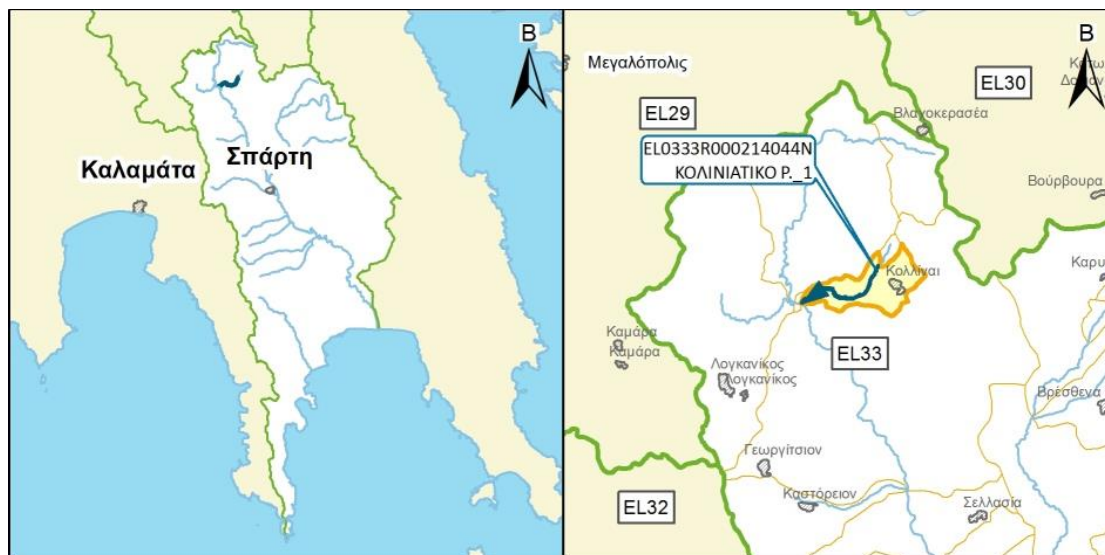 B
Καλαμάτα
Σπάρτη
B
Μεγαλόπολις
EL29
EL30
Βλαχοκερασέα
EL0333R000214044N
ΚΟΛΙΝΙΑΤΙΚΟ Ρ._1
Βούρβουρα
Κολλίναι
Καρυ
Καμάρα
Καμάρα
EL33
Λογκανίκος
Λογκανίκος
Βρέσθενα
Γεωργίτσιον
Καστόρειον
Σελλασία
EL32